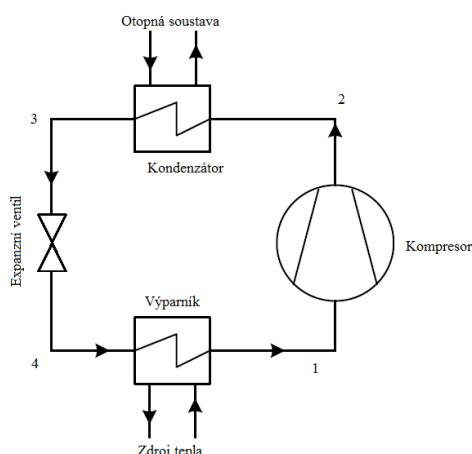 Otopná soustava
2
3
Kondenzátor
Expanzní ventil
Kompresor
Výparník
4
1
Zdroj tepla